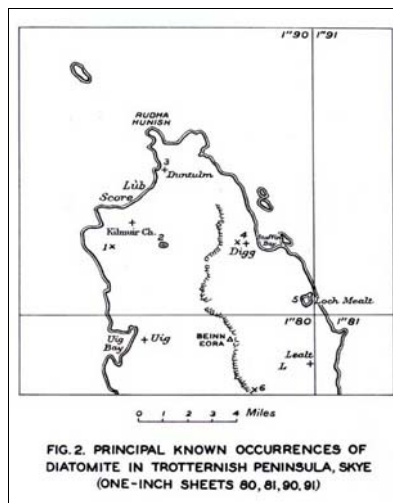 1"90 1"91
RUDHA
HUNISH
3
Duntulm
Lùb
Score
Kilmuir Ch.
2
1
4
Digg
Staffin
Bay
5 Loch Mealt
1"80 1"81
Uig
Bay
Uig
BEINN
EDRA
Lealt
L
6
0 1 2 3 4 Miles
FIG. 2. PRINCIPAL KNOWN OCCURRENCES OF
DIATOMITE IN TROTTERNISH PENINSULA, SKYE
(ONE-INCH SHEETS 80, 81, 90, 91)